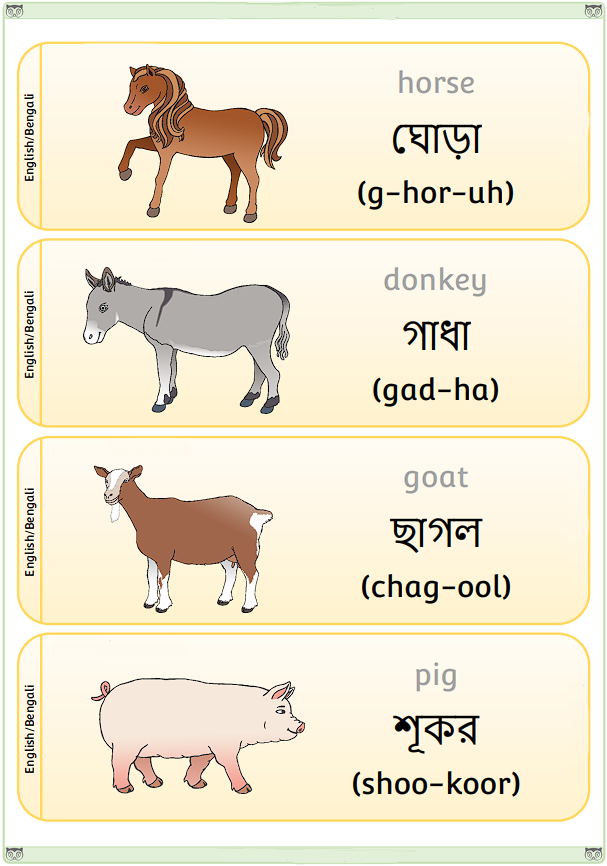 English/Bengali
horse
ঘোড়া
(g-hor-uh)
English/Bengali
donkey
গাধা
(gad-ha)
English/Bengali
goat
ছাগল
(chag-ool)
English/Bengali
pig
শূকর
(shoo-koor)